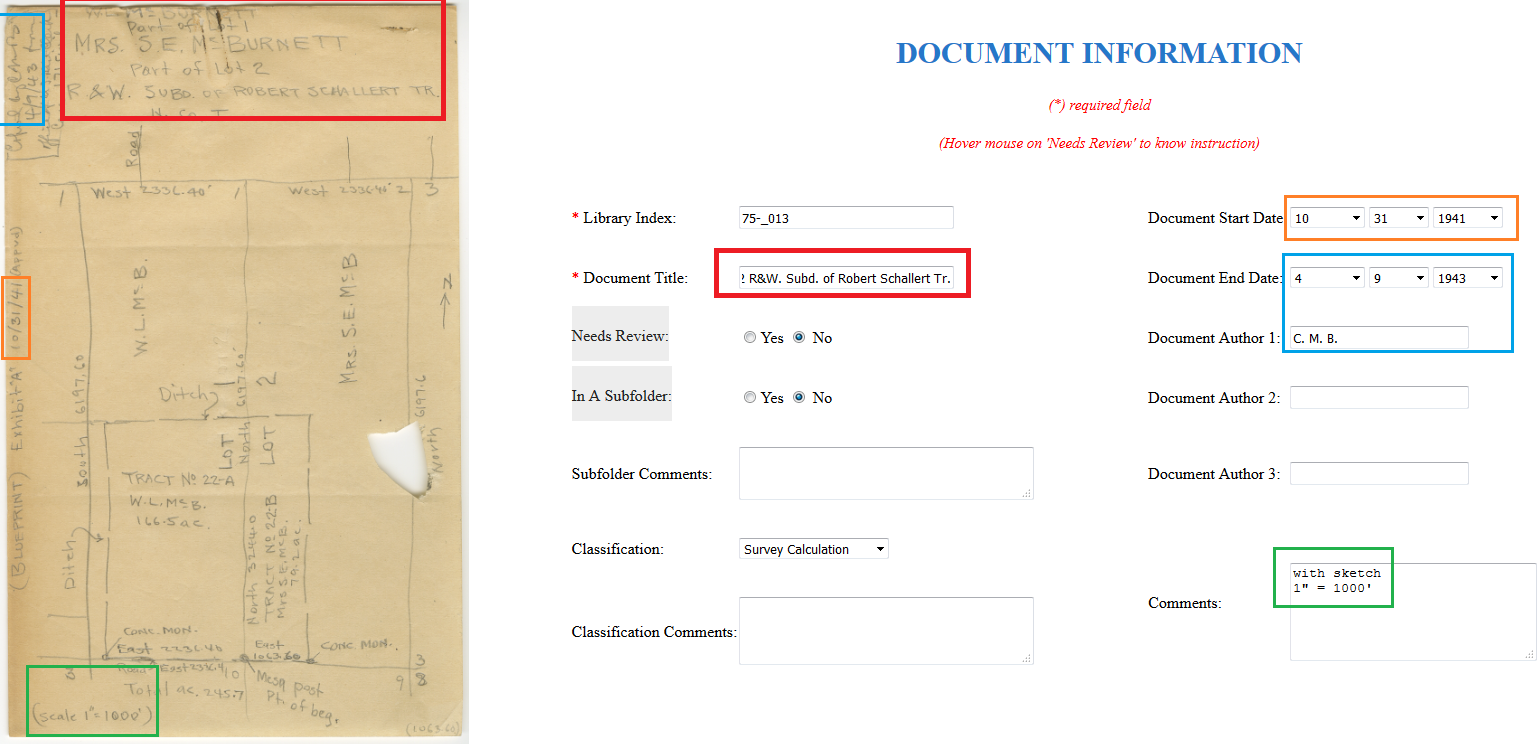 W.L. McBURNETT
Part of Lot 1
MRS. S.E. McBURNETT
Part of Lot 2
R.&W. SUBD. OF ROBERT SCHALLERT TR.
4/9/43
Road
1
West 2336.40'
1
West 2336.40' 2
3
(BLUEPRINT) Exhibit "A" 10/31/41 (APPVD)
W.L. McB.
Mrs. S.E. McB
South 6197.60
North 6197.60'
North 6197.6
Ditch
LOT 1
LOT 2
TRACT No 22-A
W.L. McB.
166.5 ac.
North 3244.0
TRACT No 22-B
Mrs S.E. McB.
79.2 ac.
Ditch
CONC. MON.
East 2236.40
East
1063.60
CONC. MON.
3
Road
East 2336.4
10
3
9
8
Total ac. 245.7
Mesq post
Pt. of beg.
(scale 1"=1000')
(1063.60)
DOCUMENT INFORMATION
(*) required field
(Hover mouse on 'Needs Review' to know instruction)
* Library Index: 75-_013
Document Start Date 10 31 1941
* Document Title: 2 R&W. Subd. of Robert Schallert Tr.
Document End Date: 4 9 1943
Needs Review: Yes No
Document Author 1: C. M. B.
In A Subfolder: Yes No
Document Author 2:
Subfolder Comments:
Document Author 3:
Classification: Survey Calculation
Comments: with sketch
1" = 1000'
Classification Comments: